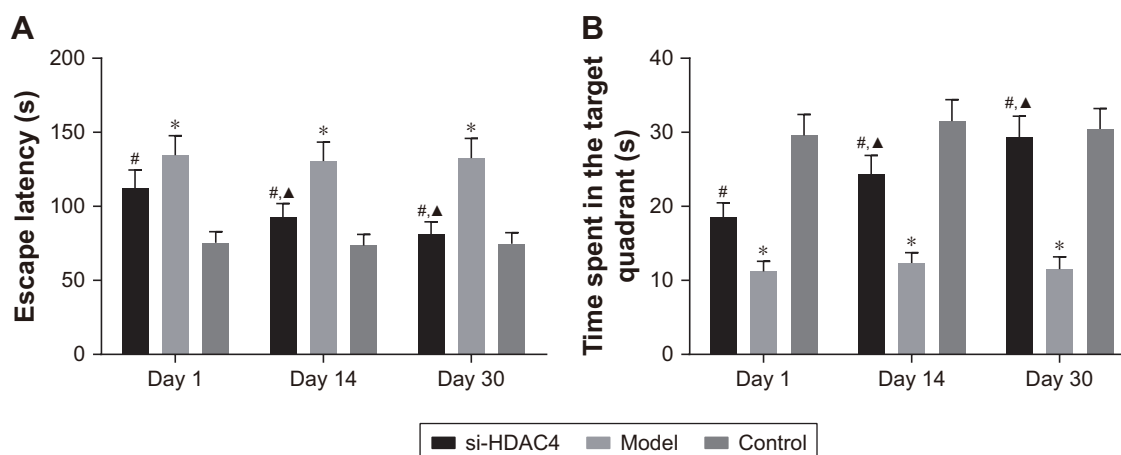 A
Escape latency (s)
200
150
100
50
0
#
*
#,▲
*
#,▲
*
Day 1
Day 14
Day 30
B
Time spent in the target
quadrant (s)
40
30
20
10
0
#
*
#,▲
*
#,▲
*
Day 1
Day 14
Day 30
si-HDAC4
Model
Control